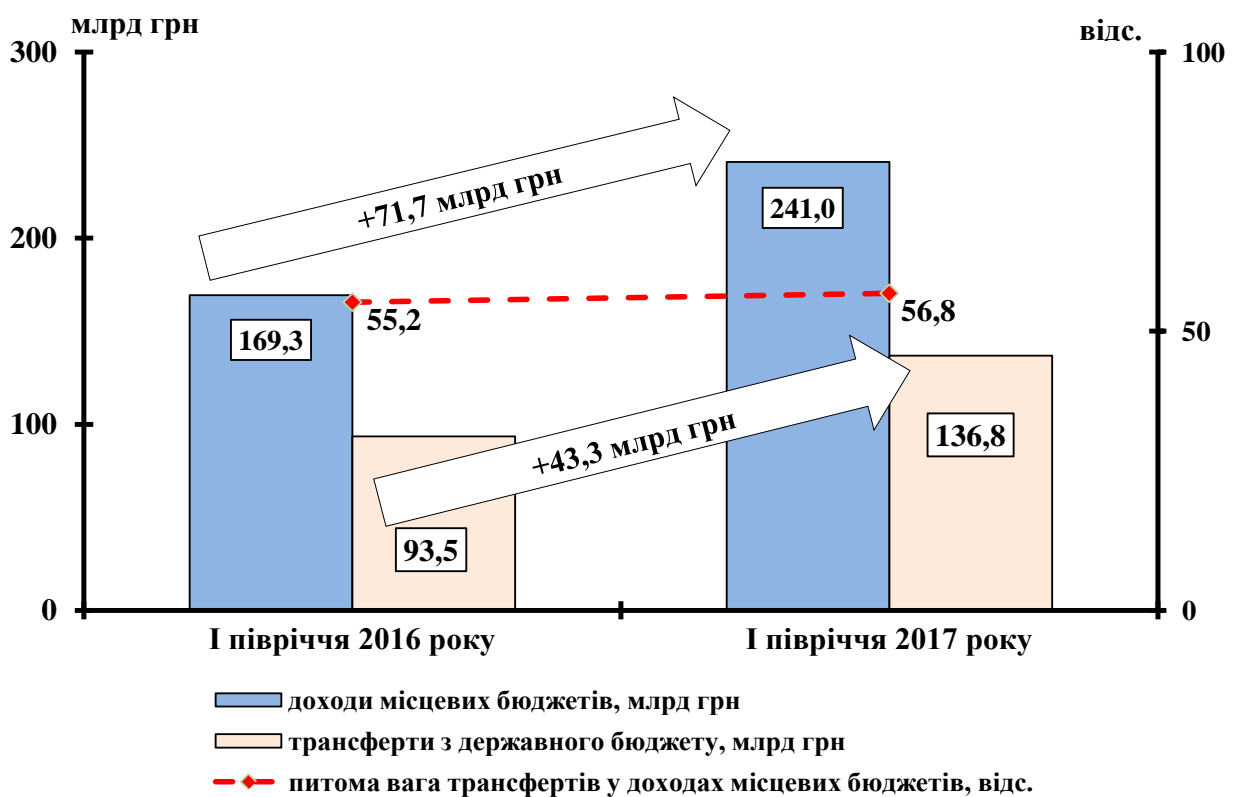 млрд грн
відс.
300
100
+71,7 млрд грн
241,0
200
169,3
55,2
56,8
50
100
+43,3 млрд грн
136,8
93,5
0
0
І півріччя 2016 року
І півріччя 2017 року
доходи місцевих бюджетів, млрд грн
трансферти з державного бюджету, млрд грн
питома вага трансфертів у доходах місцевих бюджетів, відс.